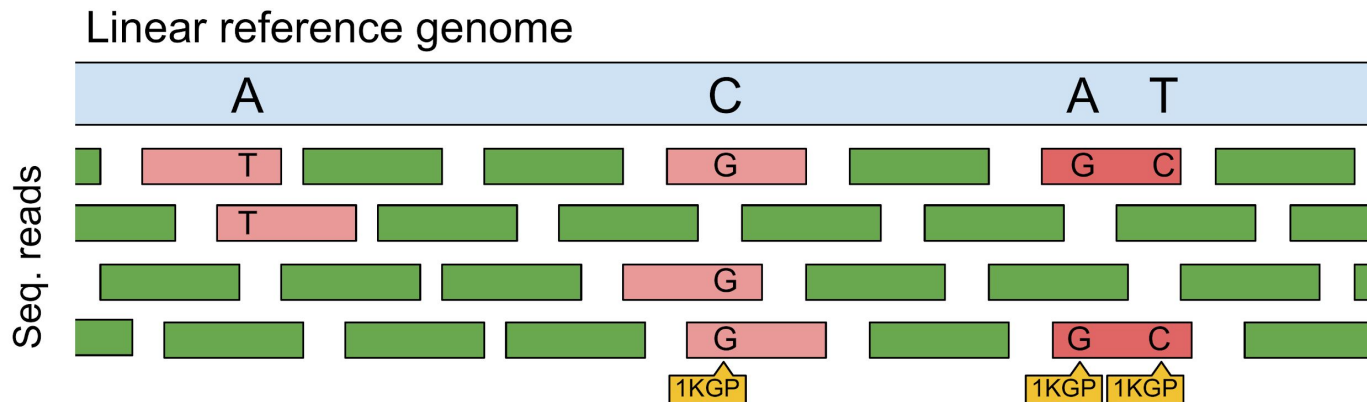 Linear reference genome
A C A T
Seq. reads
T G G C
T
G
G G C
1KGP 1KGP 1KGP